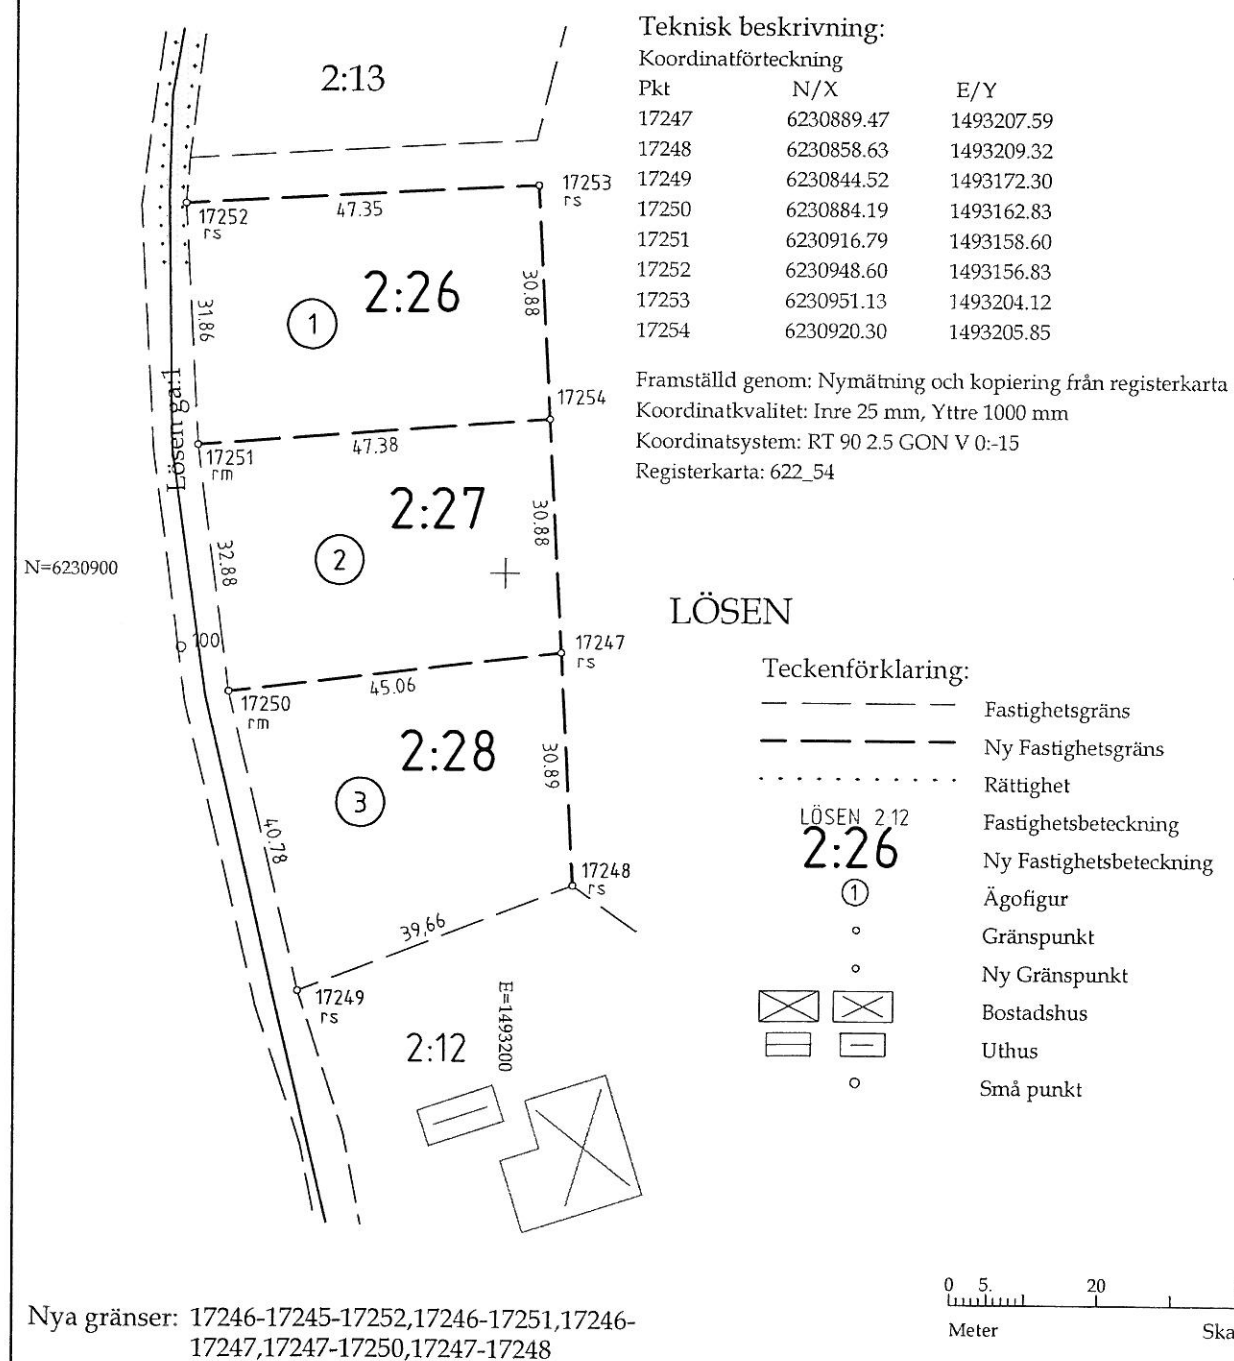 Teknisk beskrivning:
Koordinatförteckning
Pkt N/X E/Y
17247 6230889.47 1493207.59
17248 6230858.63 1493209.32
17249 6230844.52 1493172.30
17250 6230884.19 1493162.83
17251 6230916.79 1493158.60
17252 6230948.60 1493156.83
17253 6230951.13 1493204.12
17254 6230920.30 1493205.85
Framställd genom: Nymätning och kopiering från registerkarta
Koordinatkvalitet: Inre 25 mm, Yttre 1000 mm
Koordinatsystem: RT 90 2.5 GON V 0:-15
Registerkarta: 622_54
2:13
17253
rs
17252
rs
47.35
2:26
30.88
31.86
1
Lösen ga:1
17254
47.38
17251
rm
2:27
30.88
32.88
2
N=6230900
100
17247
rs
45.06
17250
rm
2:28
30.89
3
40.78
17248
rs
39,66
17249
rs
E=1493200
2:12
LÖSEN
Teckenförklaring:
Fastighetsgräns
Ny Fastighetsgräns
Rättighet
LÖSEN 2:12 Fastighetsbeteckning
2:26 Ny Fastighetsbeteckning
1 Ägofigur
Gränspunkt
Ny Gränspunkt
Bostadshus
Uthus
Små punkt
0 5. 20
Meter Ska
Nya gränser: 17246-17245-17252,17246-17251,17246-
17247,17247-17250,17247-17248